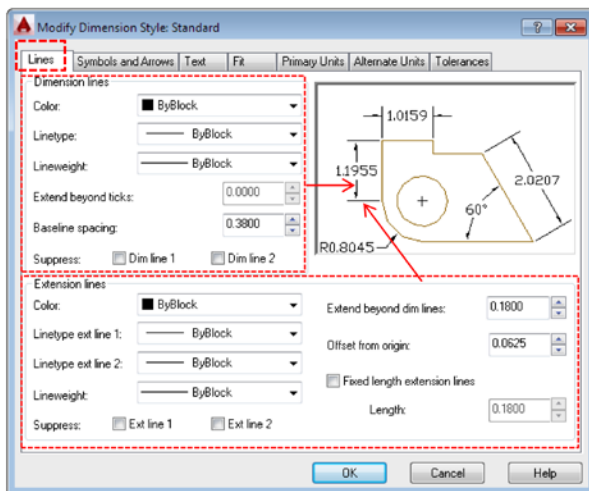 Modify Dimension Style: Standard
Lines Symbols and Arrows Text Fit Primary Units Alternate Units Tolerances
Dimension lines
Color: ByBlock
Linetype: ByBlock
Lineweight: ByBlock
Extend beyond ticks: 0.0000
Baseline spacing: 0.3800
Suppress: Dim line 1 Dim line 2
1.0159
1.1955
2.0207
60°
R0.8045
Extension lines
Color: ByBlock
Linetype ext line 1: ByBlock
Linetype ext line 2: ByBlock
Lineweight: ByBlock
Suppress: Ext line 1 Ext line 2
Extend beyond dim lines: 0.1800
Offset from origin: 0.0625
Fixed length extension lines
Length: 0.1800
OK Cancel Help